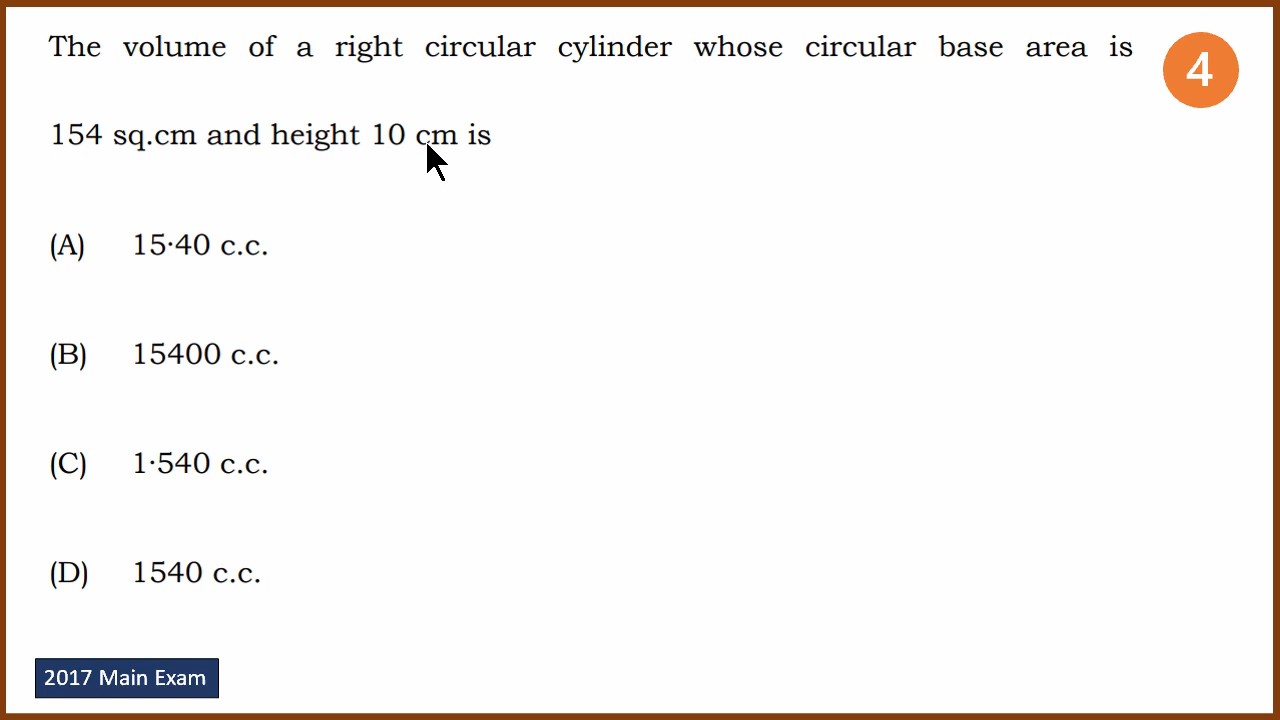 The volume of a right circular cylinder whose circular base area is
4
154 sq.cm and height 10 cm is
(A) 15·40 c.c.
(B) 15400 c.c.
(C) 1·540 c.c.
(D) 1540 c.c.
2017 Main Exam